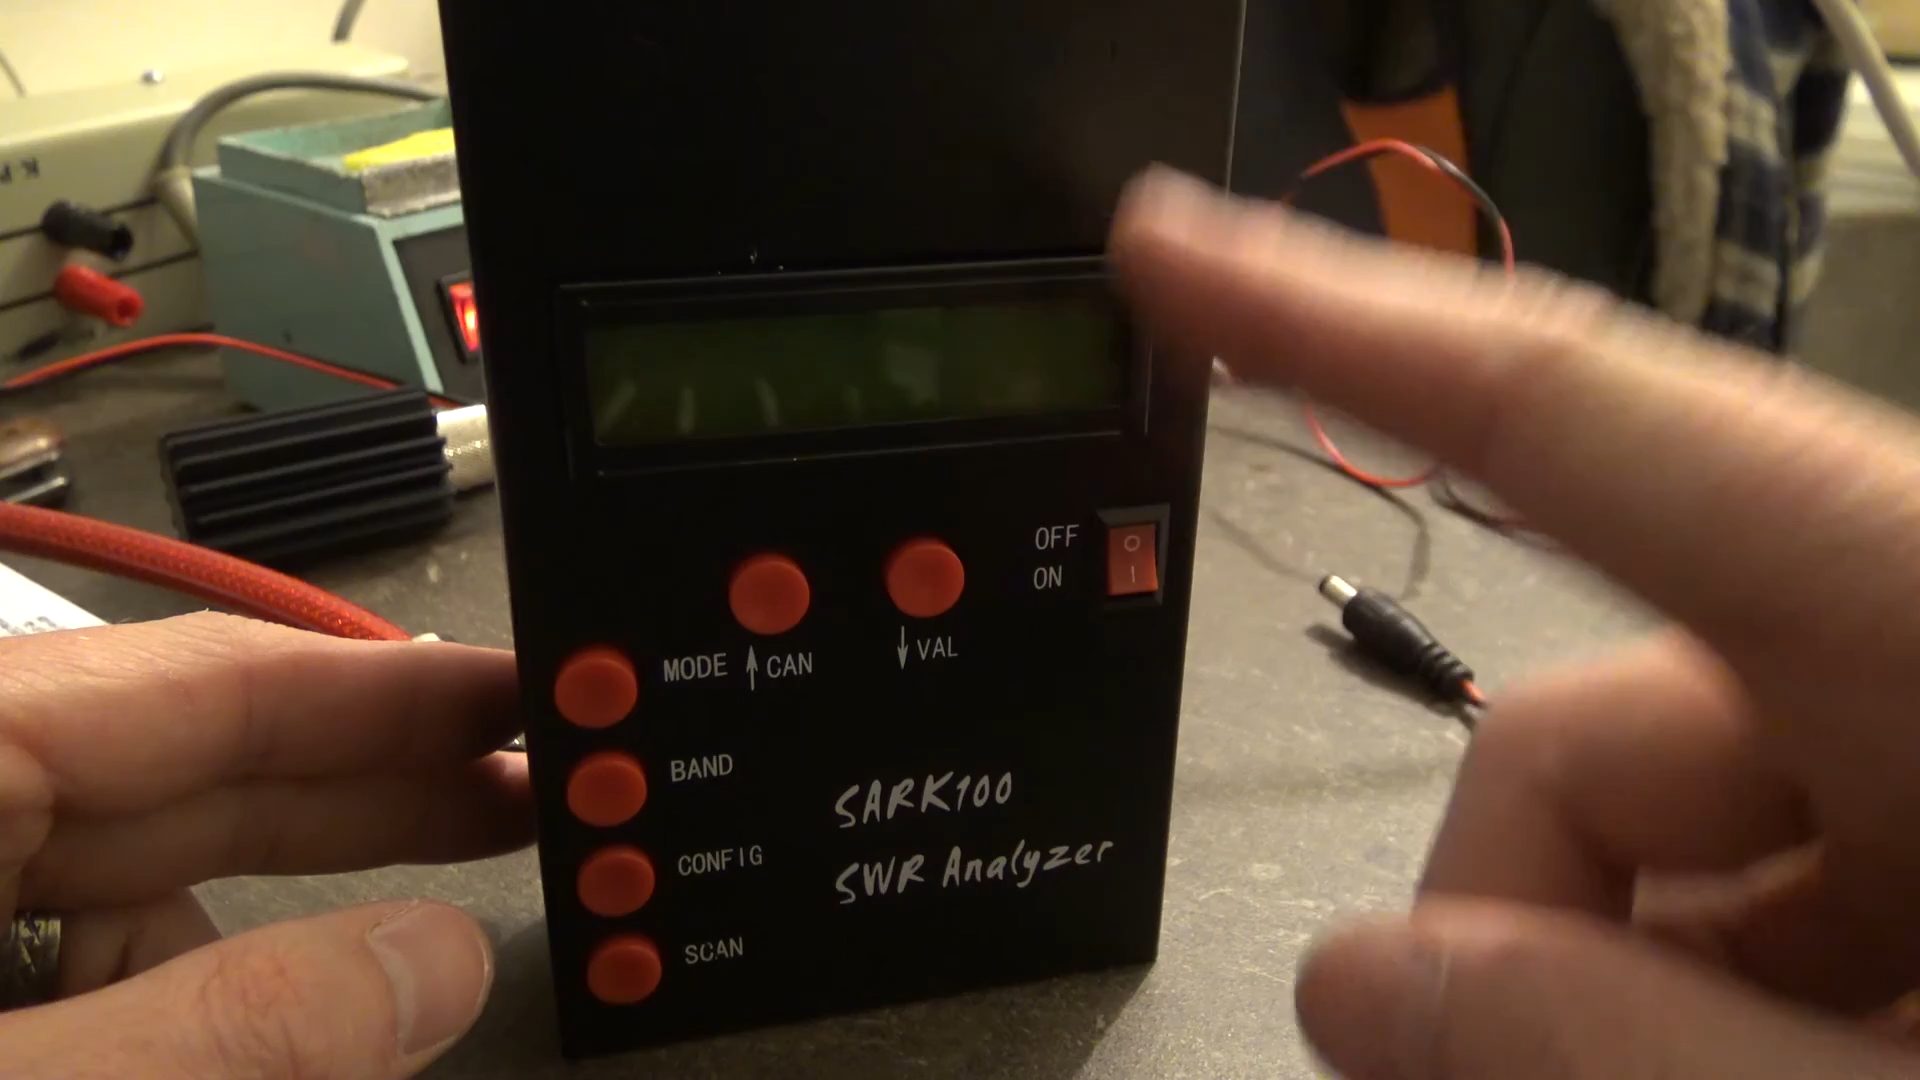 OFF
ON
MODE ↑CAN ↓VAL
BAND
CONFIG
SCAN
SARK100
SWR Analyzer